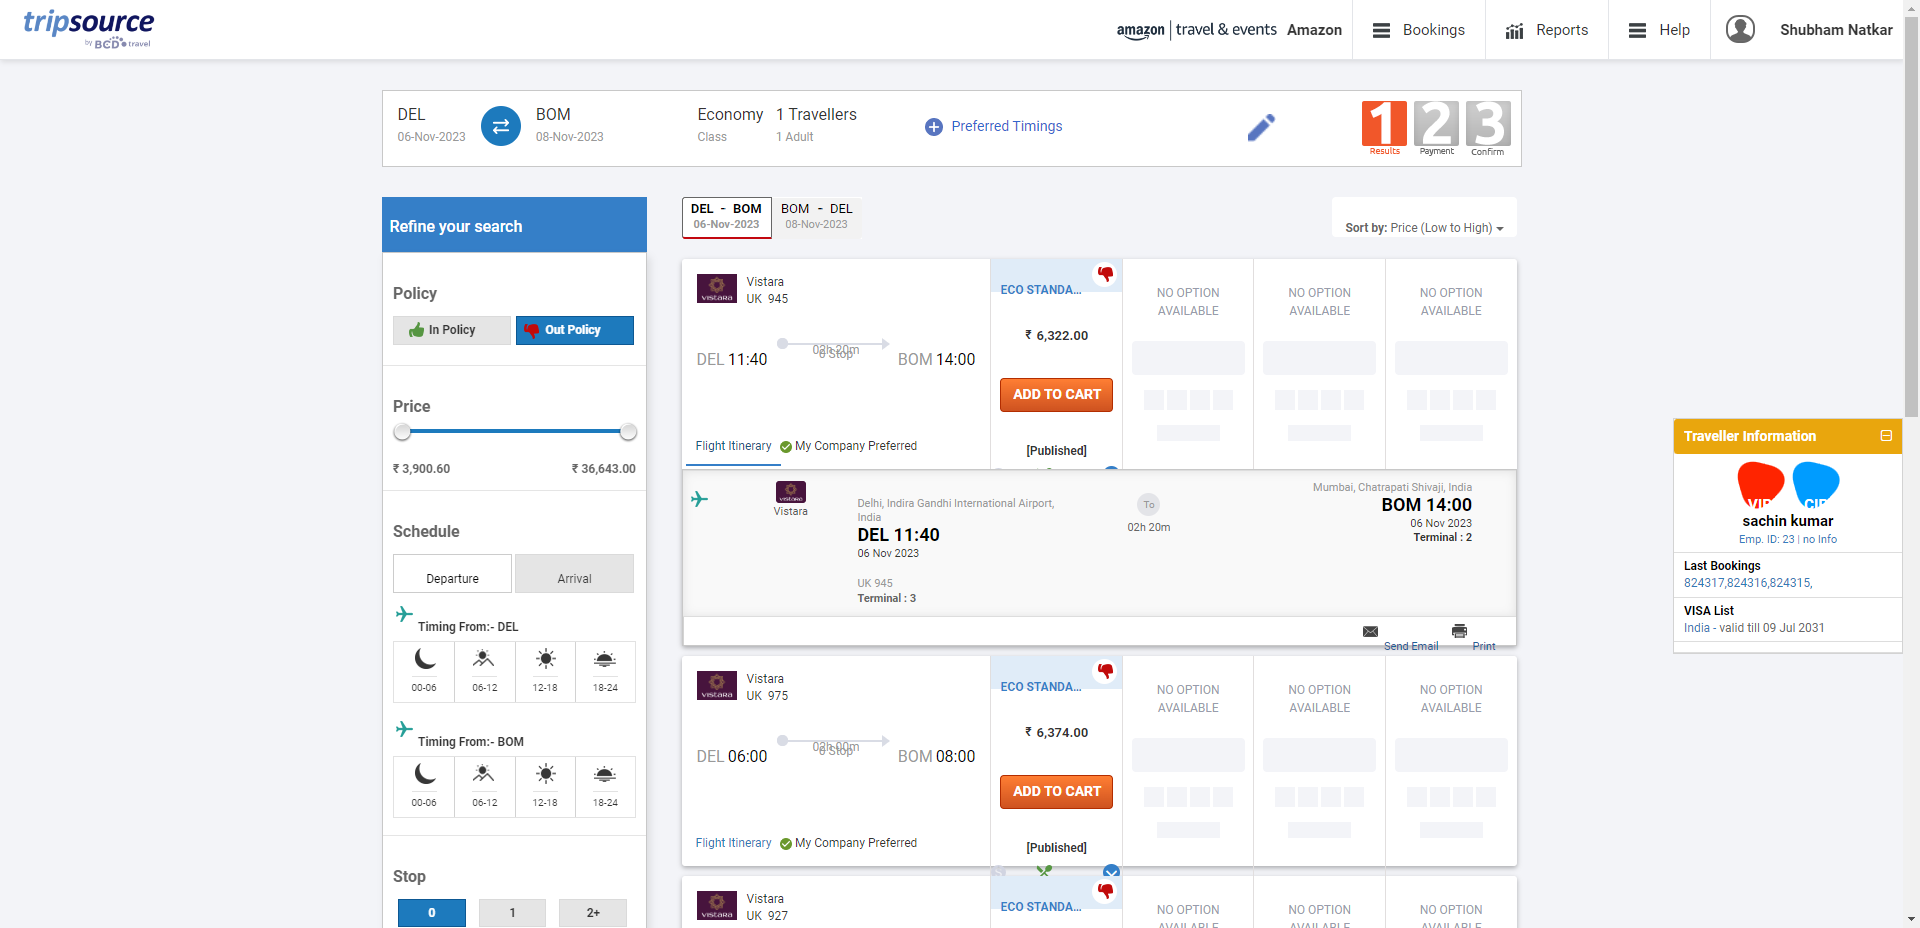 tripsource
by BCD travel
amazon | travel & events Amazon
Bookings
Reports
Help
Shubham Natkar
DEL
06-Nov-2023
BOM
08-Nov-2023
Economy
Class
1 Travellers
1 Adult
Preferred Timings
1 2 3
Results Payment Confirm
Refine your search
Policy
In Policy
Out Policy
Price
₹ 3,900.60
₹ 36,643.00
Schedule
Departure
Arrival
Timing From:- DEL
00-06 06-12 12-18 18-24
Timing From:- BOM
00-06 06-12 12-18 18-24
Stop
0 1 2+
DEL - BOM
06-Nov-2023
BOM - DEL
08-Nov-2023
Sort by: Price (Low to High)
VISTARA
Vistara
UK 945
DEL 11:40
02h 20m
0 Stop
BOM 14:00
Flight Itinerary
My Company Preferred
ECO STANDA...
₹ 6,322.00
ADD TO CART
[Published]
NO OPTION
AVAILABLE
NO OPTION
AVAILABLE
NO OPTION
AVAILABLE
VISTARA
Vistara
Delhi, Indira Gandhi International Airport,
India
DEL 11:40
06 Nov 2023
UK 945
Terminal : 3
To
02h 20m
Mumbai, Chatrapati Shivaji, India
BOM 14:00
06 Nov 2023
Terminal : 2
Send Email
Print
VISTARA
Vistara
UK 975
DEL 06:00
02h 00m
0 Stop
BOM 08:00
Flight Itinerary
My Company Preferred
ECO STANDA...
₹ 6,374.00
ADD TO CART
[Published]
NO OPTION
AVAILABLE
NO OPTION
AVAILABLE
NO OPTION
AVAILABLE
VISTARA
Vistara
UK 927
ECO STANDA...
NO OPTION
AVAILABLE
NO OPTION
AVAILABLE
NO OPTION
AVAILABLE
Traveller Information
VIP
CIP
sachin kumar
Emp. ID: 23 | no Info
Last Bookings
824317,824316,824315,
VISA List
India - valid till 09 Jul 2031